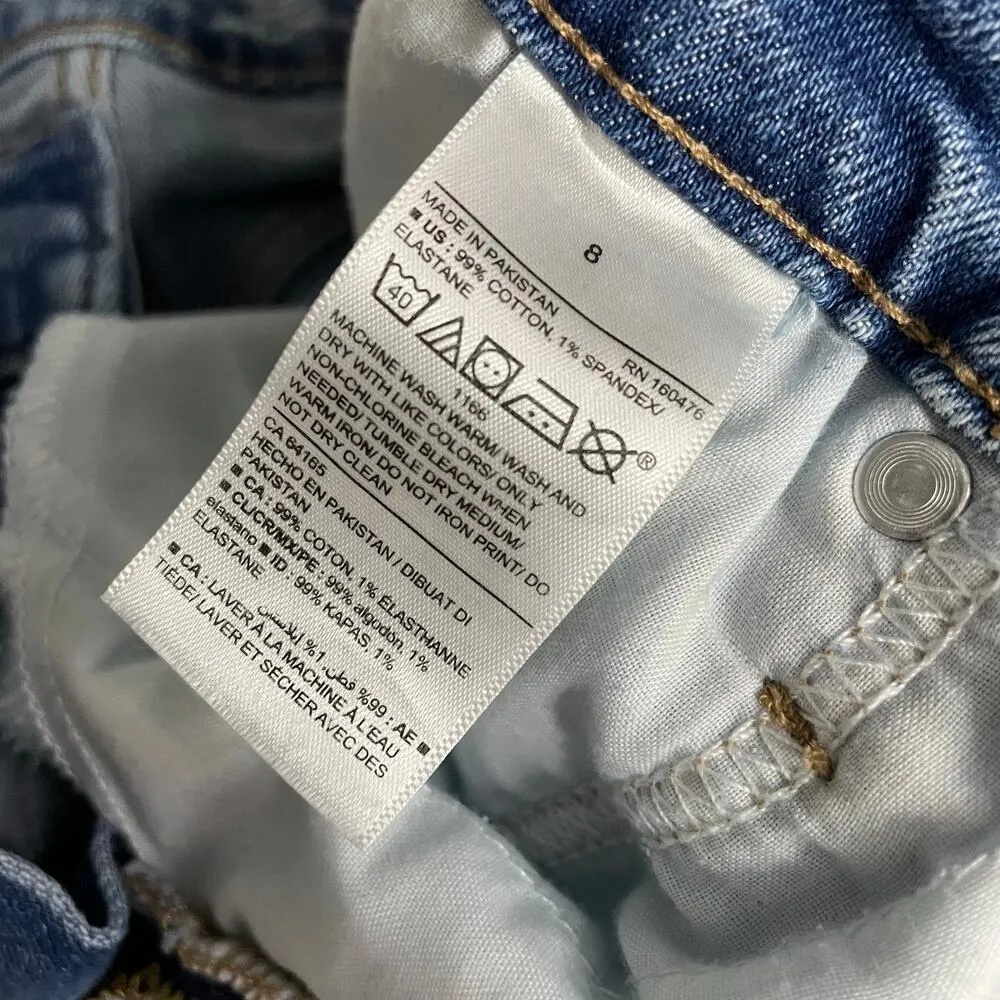 8
RN 160476
MADE IN PAKISTAN
■ US : 99% COTTON, 1% SPANDEX/
ELASTANE
40
1166
®
MACHINE WASH WARM/ WASH AND
DRY WITH LIKE COLORS/ ONLY
NON-CHLORINE BLEACH WHEN
NEEDED/ TUMBLE DRY MEDIUM/
WARM IRON/ DO NOT IRON PRINT/ DO
NOT DRY CLEAN
CA 64165
HECHO EN PAKISTAN / DIBUAT DI
PAKISTAN
■ CA : 99% COTON, 1% ÉLASTHANNE
■ CL/CR/MX/PE : 99% algodon, 1%
elastano ■ ID : 99% KAPAS, 1%
ELASTANE
■ AE : 99% قطن, 1% إيلاستين
■ CA : LAVER À LA MACHINE À L'EAU
TIÈDE/ LAVER ET SÉCHER AVEC DES